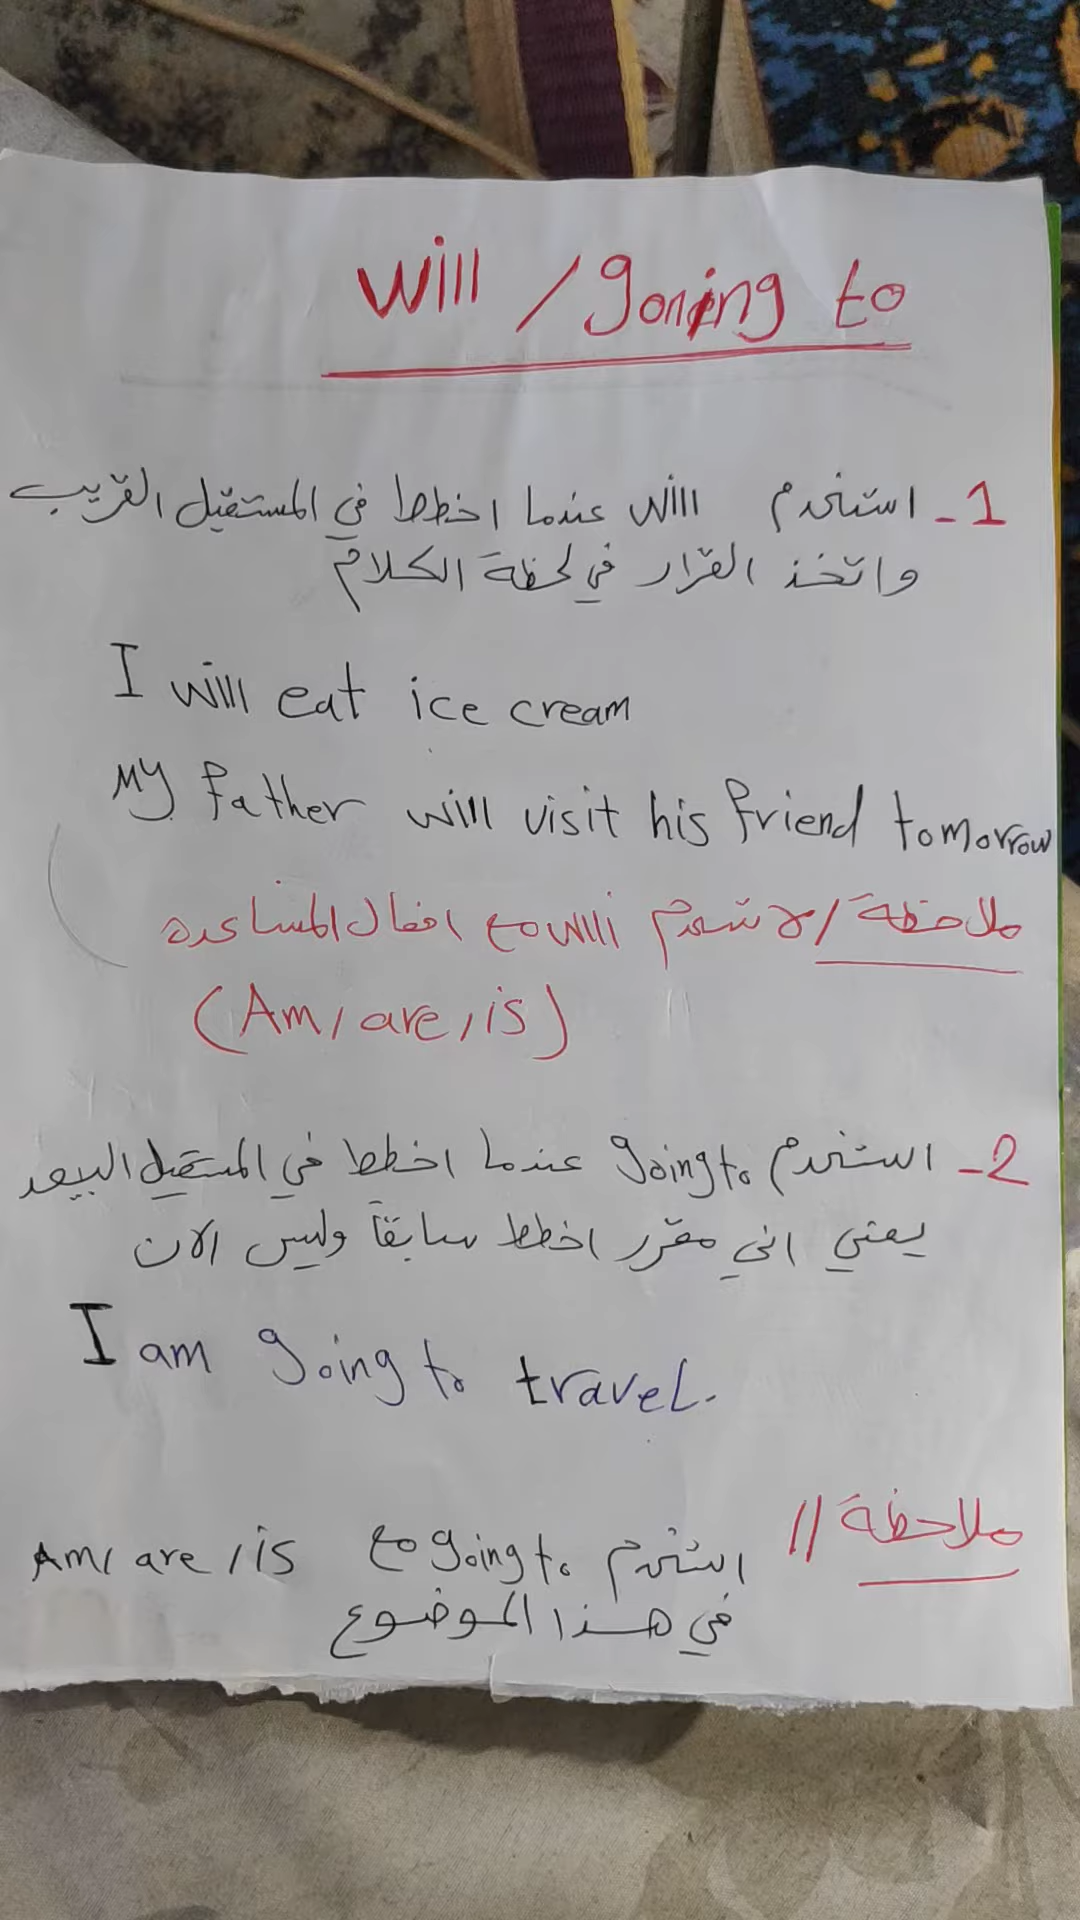 will / going to
1- استخدم will عندما اخطط في المستقبل القريب
واتخذ القرار في لحظة الكلام
I will eat ice cream
My father will visit his friend tomorrow
ملاحظة / لا نستخدم will مع افعال المساعدة
(Am / are / is)
2- استخدم going to عندما اخطط في المستقبل البعيد
يعني اني مقرر اخطط سابقاً وليس الان
I am going to travel.
ملاحظة // استخدم going to مع Am / are / is
في هذا الموضوع